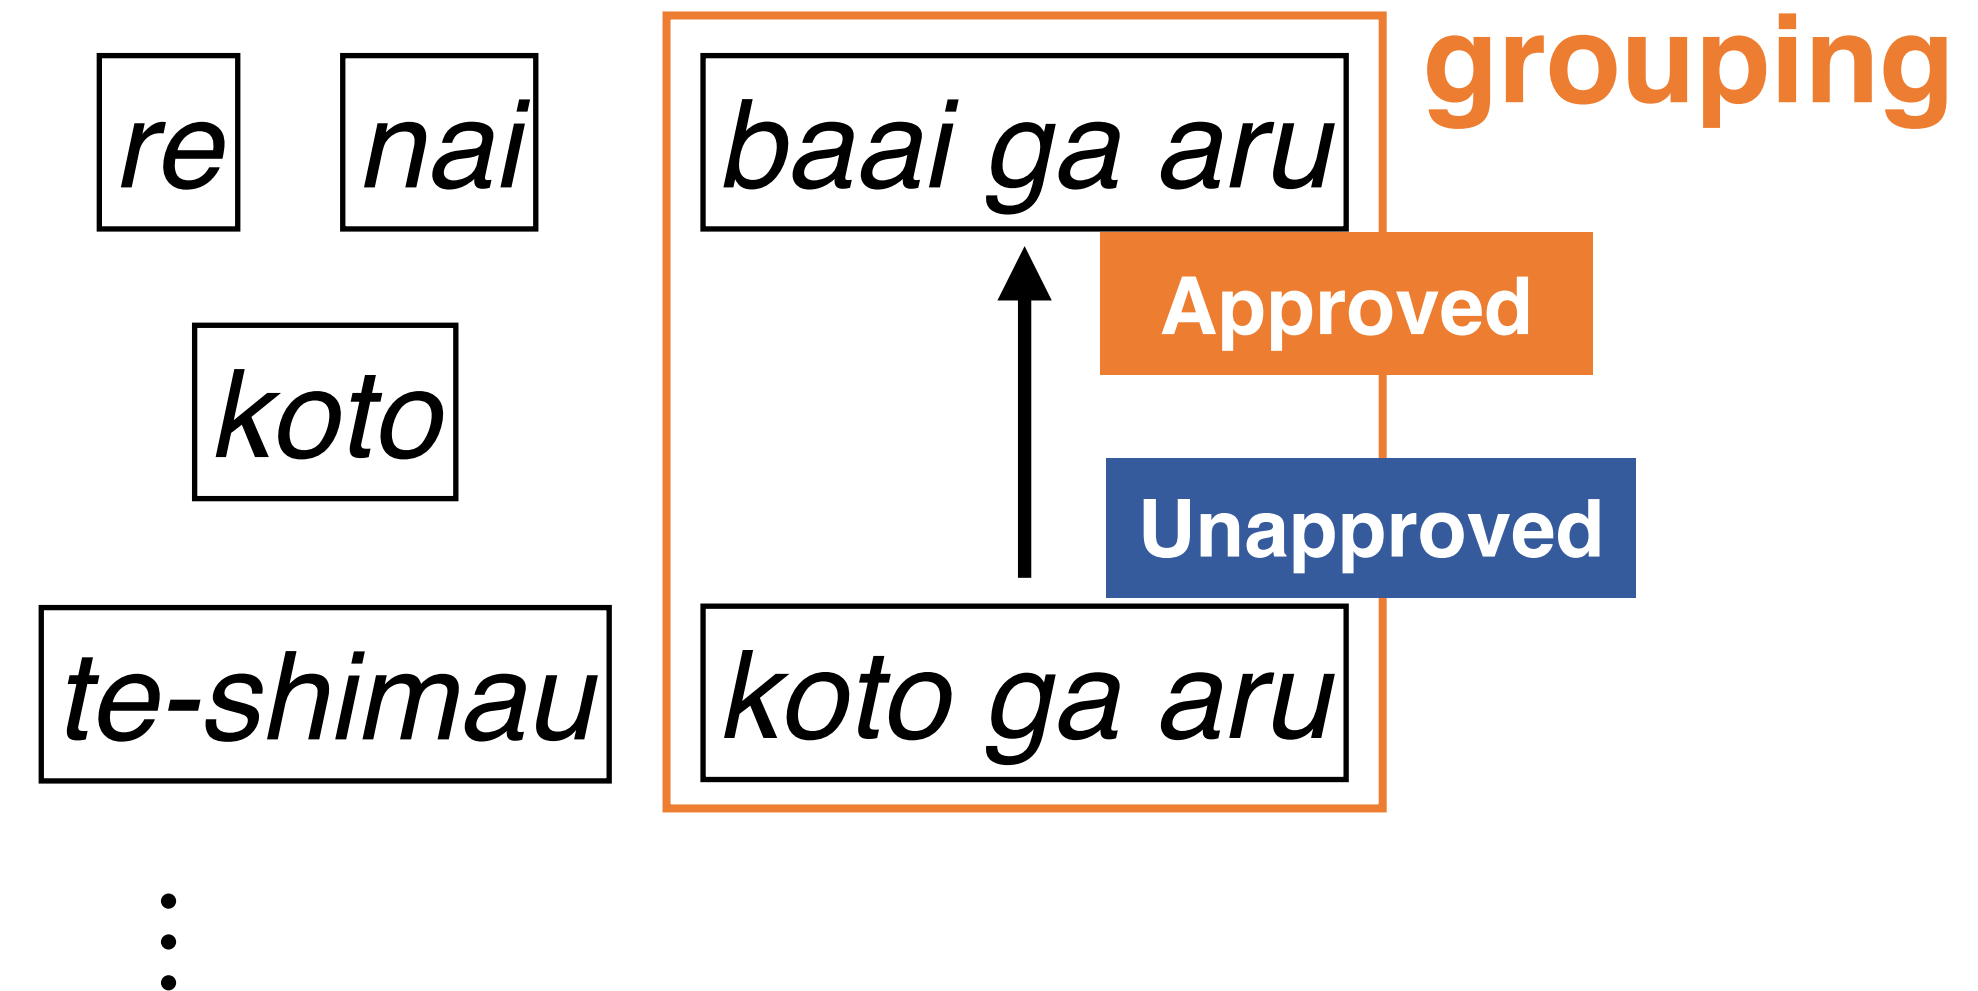 grouping
re
nai
baai ga aru
Approved
koto
Unapproved
te-shimau
koto ga aru